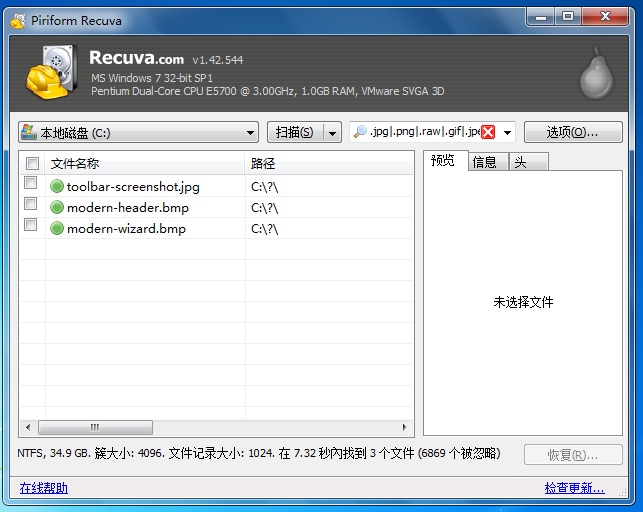 Piriform Recuva
Recuva.com v1.42.544
MS Windows 7 32-bit SP1
Pentium Dual-Core CPU E5700 @ 3.00GHz, 1.0GB RAM, VMware SVGA 3D
本地磁盘 (C:) 扫描(S) .jpg|.png|.raw|.gif|.jpe 选项(O)...
文件名称 路径 预览 信息 头
toolbar-screenshot.jpg C:\?\
modern-header.bmp C:\?\
modern-wizard.bmp C:\?\
未选择文件
NTFS, 34.9 GB. 簇大小: 4096. 文件记录大小: 1024. 在 7.32 秒内找到 3 个文件 (6869 个被忽略) 恢复(R)...
在线帮助 检查更新...